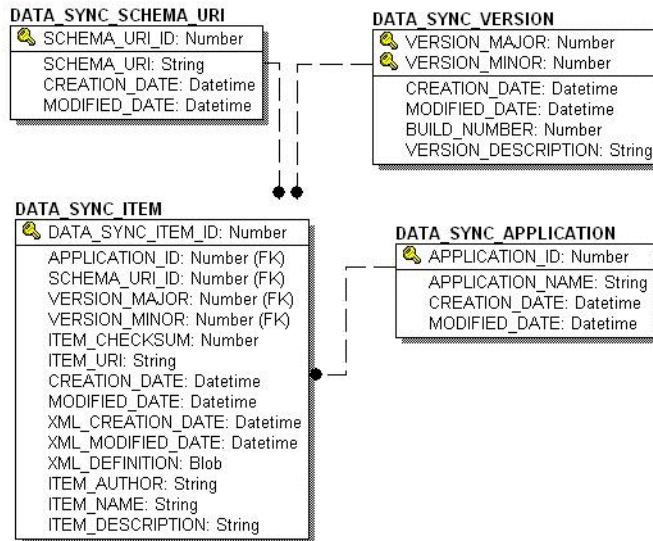 DATA_SYNC_SCHEMA_URI
SCHEMA_URI_ID: Number
SCHEMA_URI: String
CREATION_DATE: Datetime
MODIFIED_DATE: Datetime
DATA_SYNC_VERSION
VERSION_MAJOR: Number
VERSION_MINOR: Number
CREATION_DATE: Datetime
MODIFIED_DATE: Datetime
BUILD_NUMBER: Number
VERSION_DESCRIPTION: String
DATA_SYNC_ITEM
DATA_SYNC_ITEM_ID: Number
APPLICATION_ID: Number (FK)
SCHEMA_URI_ID: Number (FK)
VERSION_MAJOR: Number (FK)
VERSION_MINOR: Number (FK)
ITEM_CHECKSUM: Number
ITEM_URI: String
CREATION_DATE: Datetime
MODIFIED_DATE: Datetime
XML_CREATION_DATE: Datetime
XML_MODIFIED_DATE: Datetime
XML_DEFINITION: Blob
ITEM_AUTHOR: String
ITEM_NAME: String
ITEM_DESCRIPTION: String
DATA_SYNC_APPLICATION
APPLICATION_ID: Number
APPLICATION_NAME: String
CREATION_DATE: Datetime
MODIFIED_DATE: Datetime